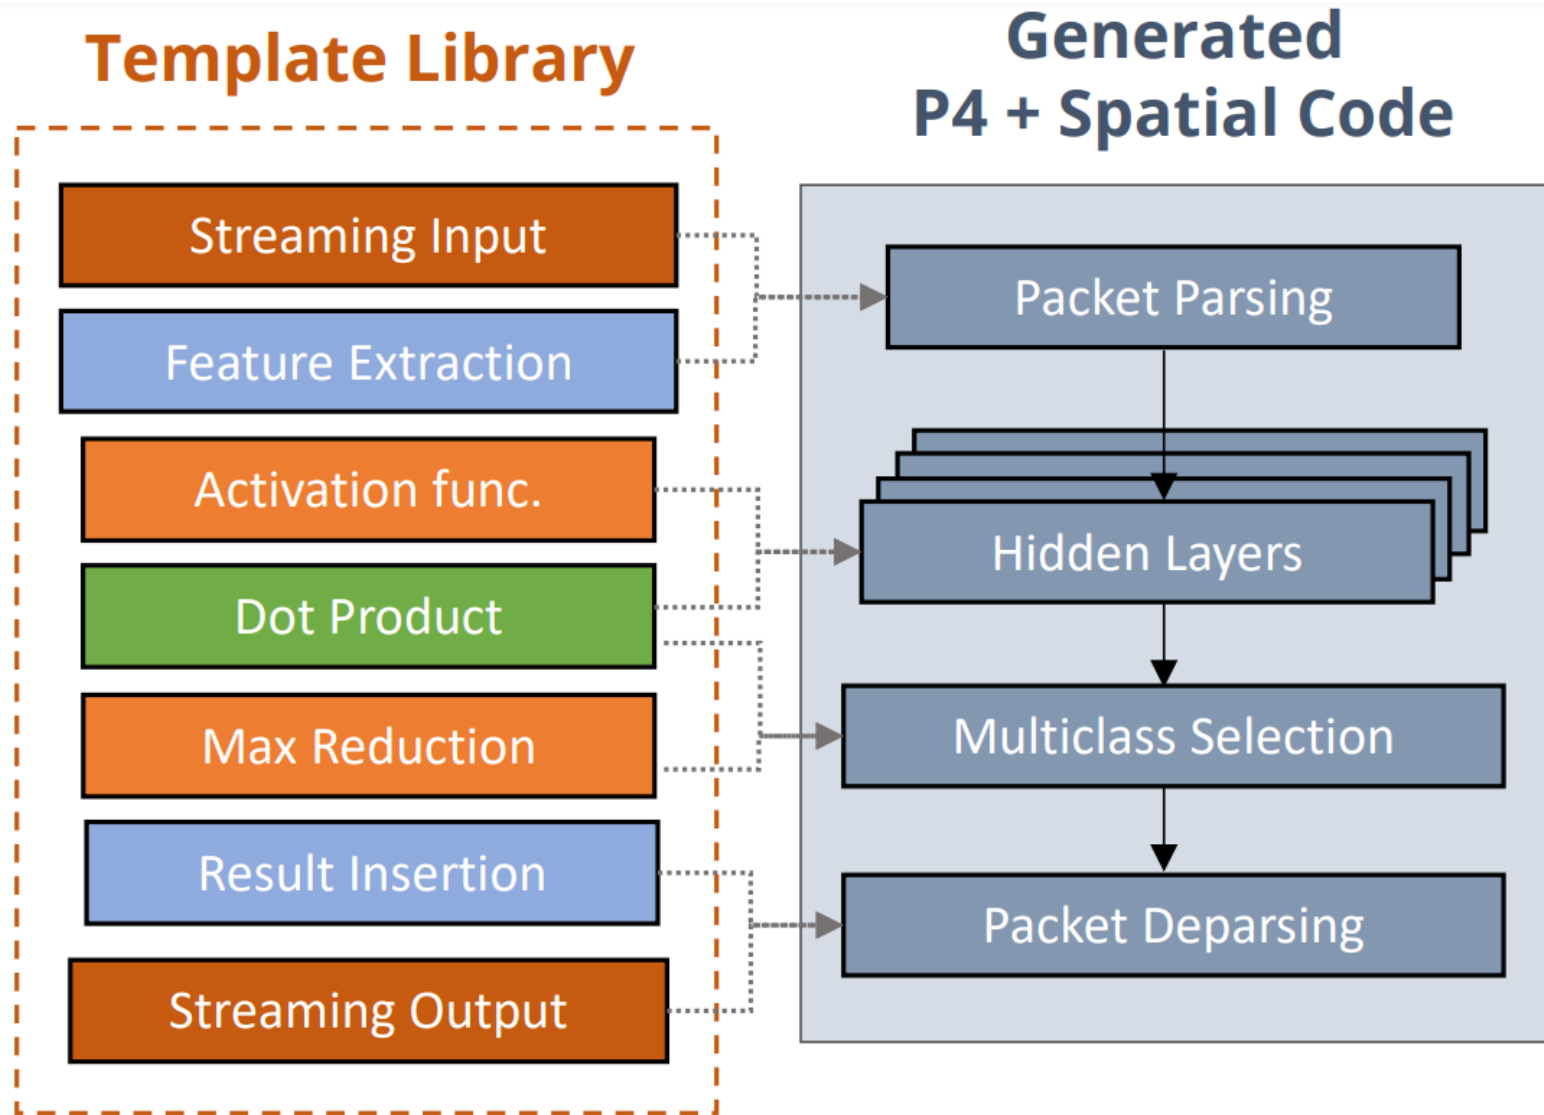 Template Library
Streaming Input
Feature Extraction
Activation func.
Dot Product
Max Reduction
Result Insertion
Streaming Output
Generated
P4 + Spatial Code
Packet Parsing
Hidden Layers
Multiclass Selection
Packet Deparsing